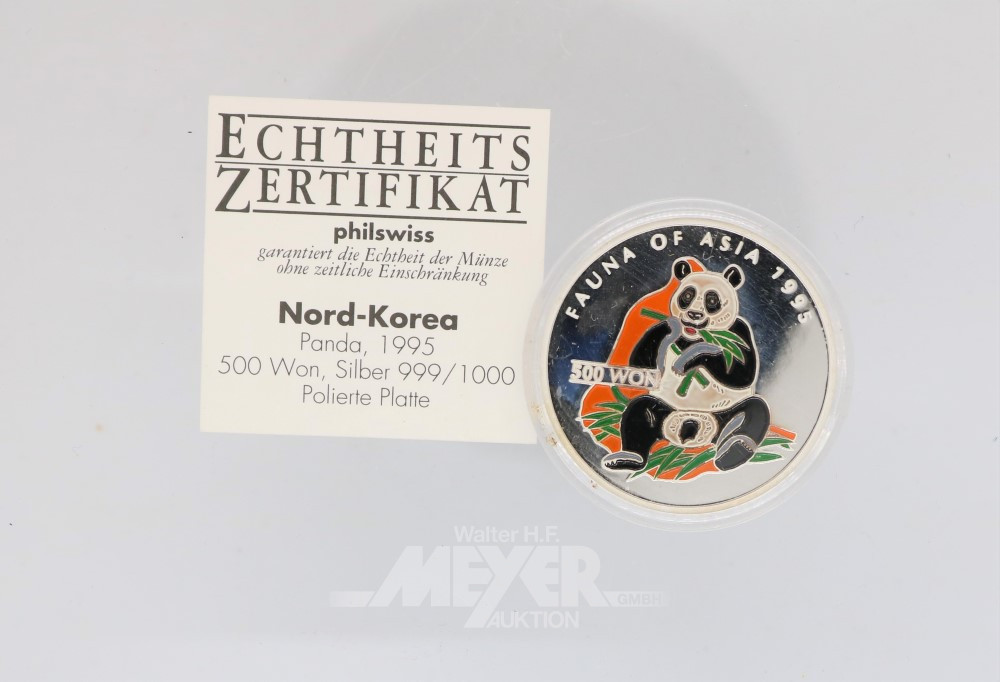 ECHTHEITS
ZERTIFIKAT
philswiss
garantiert die Echtheit der Münze
ohne zeitliche Einschränkung
Nord-Korea
Panda, 1995
500 Won, Silber 999/1000
Polierte Platte
FAUNA OF ASIA 1995
500 WON
Walter H.F.
MEYER
GMBH
AUKTION